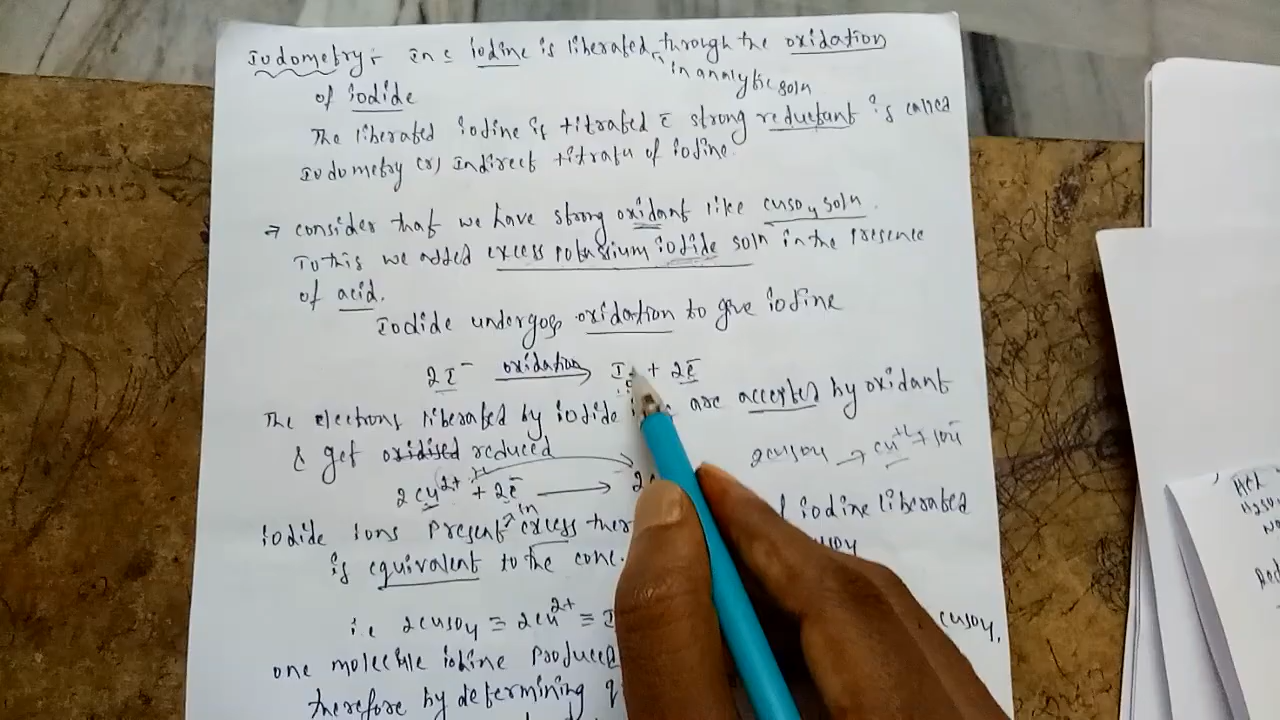 Iodometry :- In c̄ iodine is liberated, through the oxidation
in analytic soln
of iodide
The liberated iodine is titrated c̄ strong reductant is called
Iodometry (or) Indirect titratn of iodine.
→ consider that we have strong oxidant like cuso4 soln.
To this we added excess potassium iodide soln in the presence
of acid.
Iodide undergoes oxidation to give iodine
2I⁻ oxidation → I2 + 2e⁻
The electrons liberated by iodide are accepted by oxidant
& get oxidised reduced
2cuso4 → cu
2cu2+ + 2e⁻ → 2c
iodide ions present in excess ther iodine liberated
is equivalent to the conc.
i.e 2cuso4 ≡ 2cu2+ ≡ I
cuso4,
one molecule iodine produced
therefore by determining q
HCl